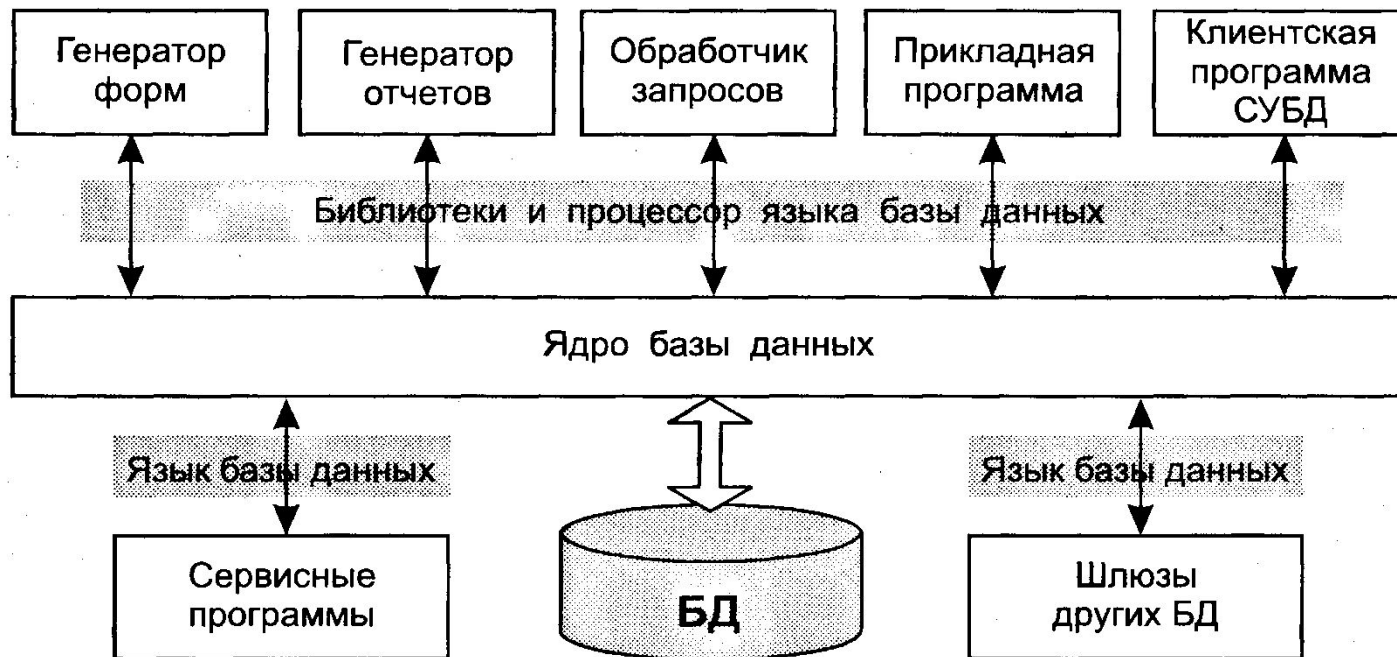 Генератор
форм
Генератор
отчетов
Обработчик
запросов
Прикладная
программа
Клиентская
программа
СУБД
Библиотеки и процессор языка базы данных
Ядро базы данных
Язык базы данных
Язык базы данных
Сервисные
программы
БД
Шлюзы
других БД